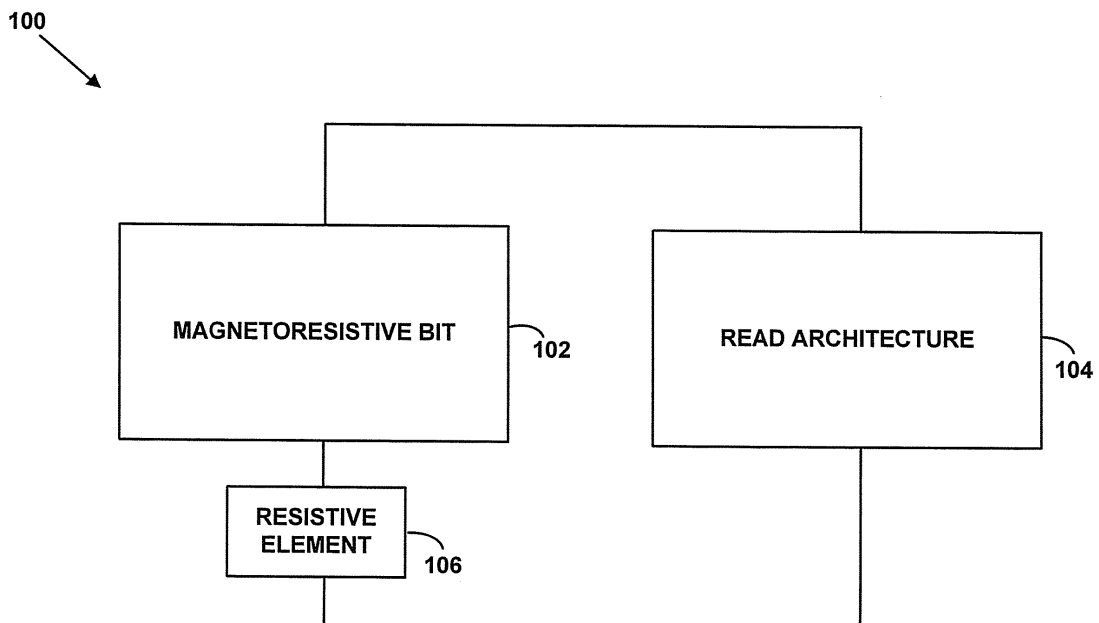 100
MAGNETORESISTIVE BIT
102
READ ARCHITECTURE
104
RESISTIVE
ELEMENT
106